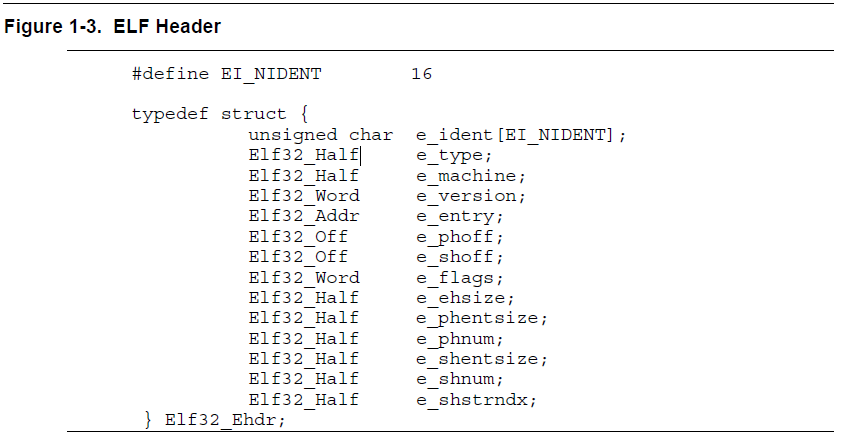 Figure 1-3. ELF Header
#define EI_NIDENT 16
typedef struct {
unsigned char e_ident[EI_NIDENT];
Elf32_Half e_type;
Elf32_Half e_machine;
Elf32_Word e_version;
Elf32_Addr e_entry;
Elf32_Off e_phoff;
Elf32_Off e_shoff;
Elf32_Word e_flags;
Elf32_Half e_ehsize;
Elf32_Half e_phentsize;
Elf32_Half e_phnum;
Elf32_Half e_shentsize;
Elf32_Half e_shnum;
Elf32_Half e_shstrndx;
} Elf32_Ehdr;